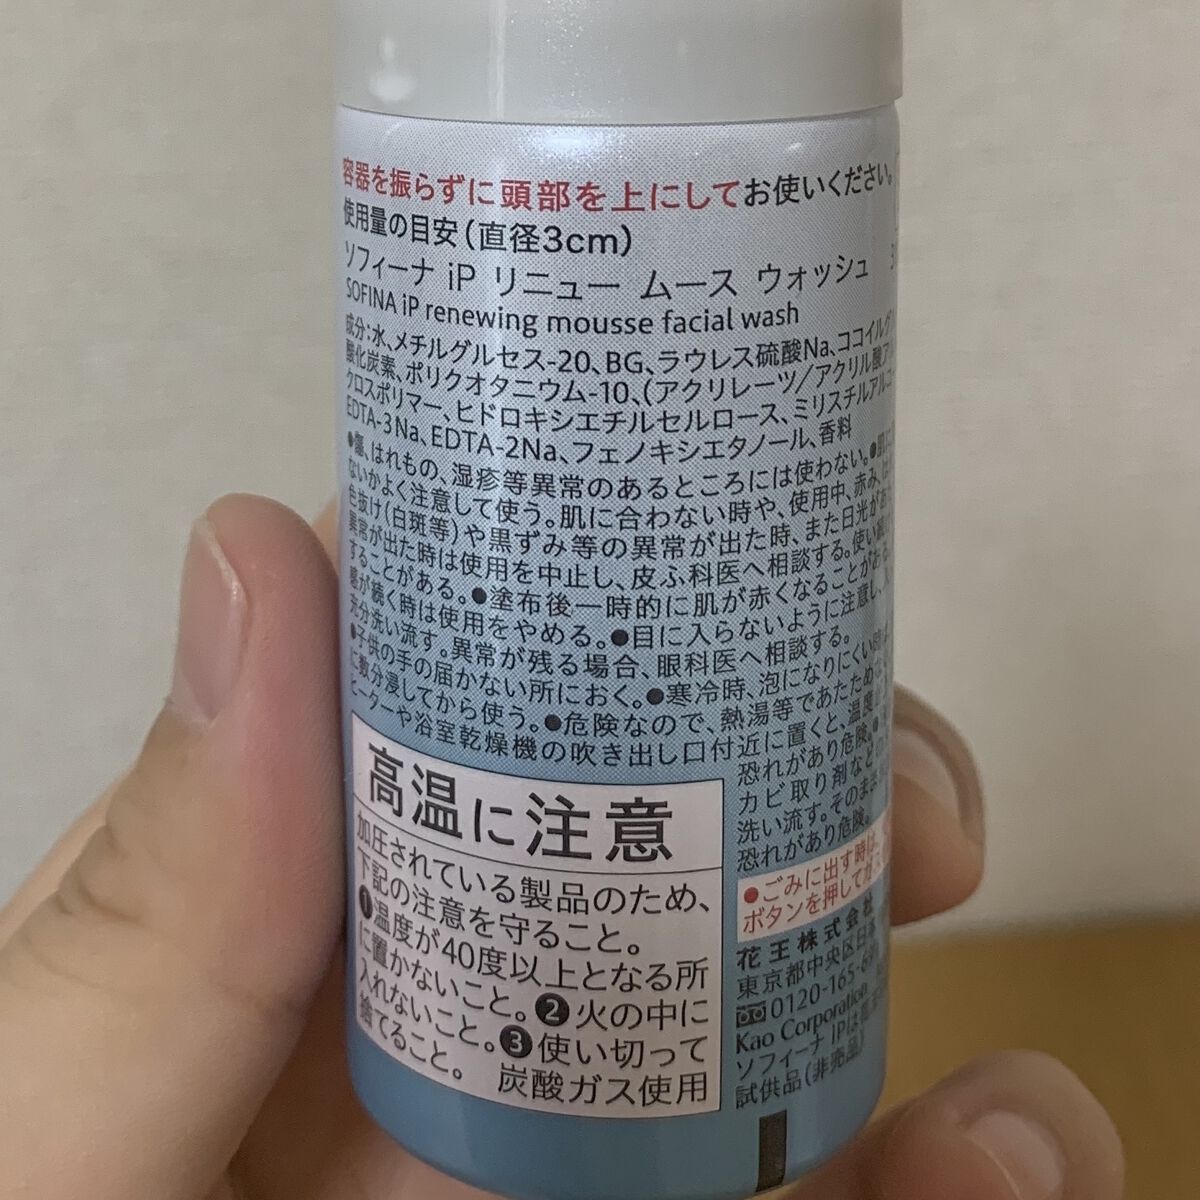 容器を振らずに頭部を上にしてお使いください。
使用量の目安(直径3cm)
ソフィーナ iP リニュー ムース ウォッシュ
SOFINA iP renewing mousse facial wash
成分:水、メチルグルセス-20、BG、ラウレス硫酸Na、ココイルグ
酸化炭素、ポリクオタニウム-10、(アクリレーツ/アクリル酸ア
クロスポリマー、ヒドロキシエチルセルロース、ミリスチルアルコ
EDTA-3Na、EDTA-2Na、フェノキシエタノール、香料
●傷、はれもの、湿疹等異常のあるところには使わない。●肌に
ないかよく注意して使う。肌に合わない時や、使用中、赤み、は
色抜け(白斑等)や黒ずみ等の異常が出た時、また日光があ
異常が出た時は使用を中止し、皮ふ科医へ相談する。使い続
することがある。●塗布後一時的に肌が赤くなることがある
が続く時は使用をやめる。●目に入らないように注意し、入
充分洗い流す。異常が残る場合、眼科医へ相談する。
●子供の手の届かない所におく。●寒冷時、泡になりにくい時
に数分浸してから使う。●危険なので、熱湯等であたため
ヒーターや浴室乾燥機の吹き出し口付近に置くと、温度
恐れがあり危険。
カビ取り剤など
洗い流す。そのまま
恐れがあり危険。
●ごみに出す時は、
ボタンを押してガス
高温に注意
加圧されている製品のため、
下記の注意を守ること。
❶温度が40度以上となる所
に置かないこと。❷火の中に
入れないこと。❸使い切って
捨てること。 炭酸ガス使用
花王株式会社
東京都中央区日本
0120-165-69
Kao Corporation
ソフィーナ iPは
試供品(非売品)